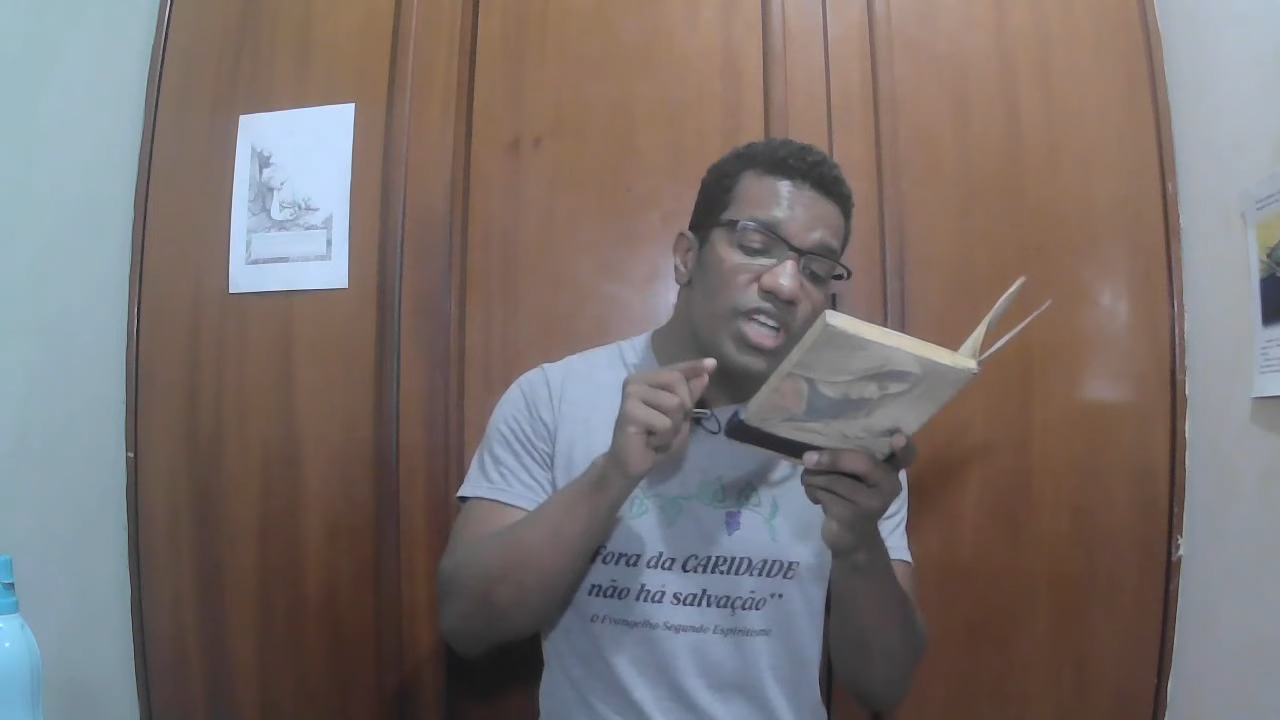 Fora da CARIDADE
não há salvação"
O Evangelho Segundo Espiritismo